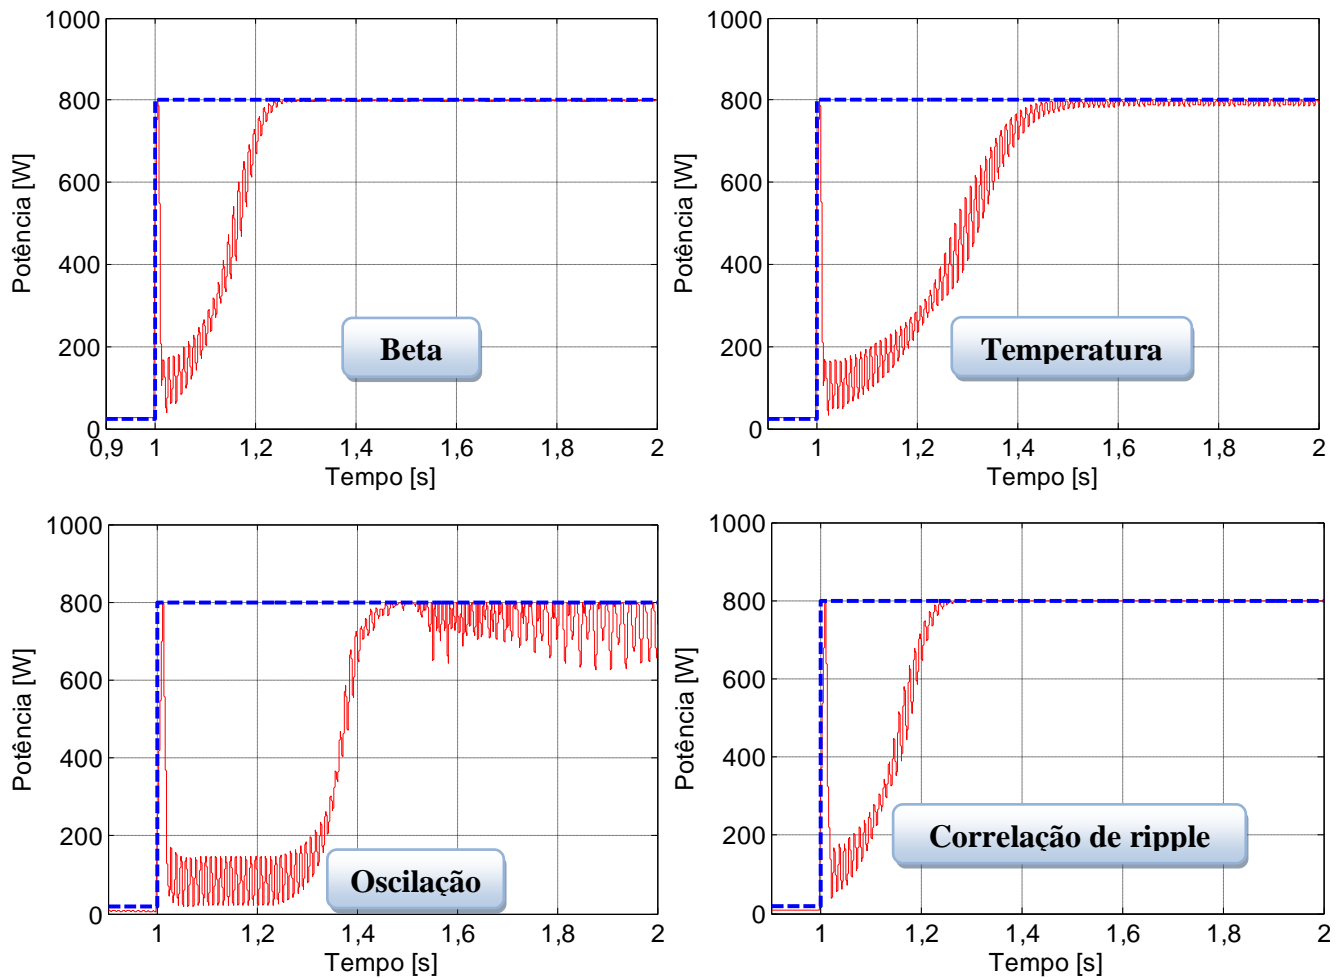 1000
800
600
400
200
0
Potência [W]
0,9 1 1,2 1,4 1,6 1,8 2
Tempo [s]
Beta
1000
800
600
400
200
0
Potência [W]
1 1,2 1,4 1,6 1,8 2
Tempo [s]
Temperatura
1000
800
600
400
200
0
Potência [W]
1 1,2 1,4 1,6 1,8 2
Tempo [s]
Oscilação
1000
800
600
400
200
0
Potência [W]
1 1,2 1,4 1,6 1,8 2
Tempo [s]
Correlação de ripple